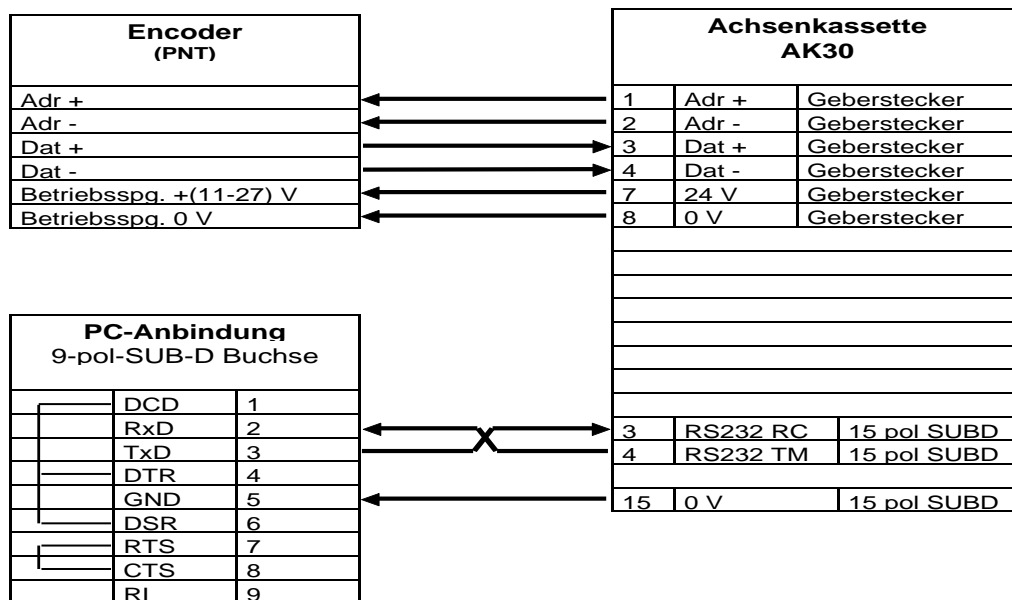 Encoder
(PNT)
Adr +
Adr -
Dat +
Dat -
Betriebsspg. +(11-27) V
Betriebsspg. 0 V
Achsenkassette
AK30
1 Adr + Geberstecker
2 Adr - Geberstecker
3 Dat + Geberstecker
4 Dat - Geberstecker
7 24 V Geberstecker
8 0 V Geberstecker
3 RS232 RC 15 pol SUBD
4 RS232 TM 15 pol SUBD
15 0 V 15 pol SUBD
PC-Anbindung
9-pol-SUB-D Buchse
DCD 1
RxD 2
TxD 3
DTR 4
GND 5
DSR 6
RTS 7
CTS 8
RI 9